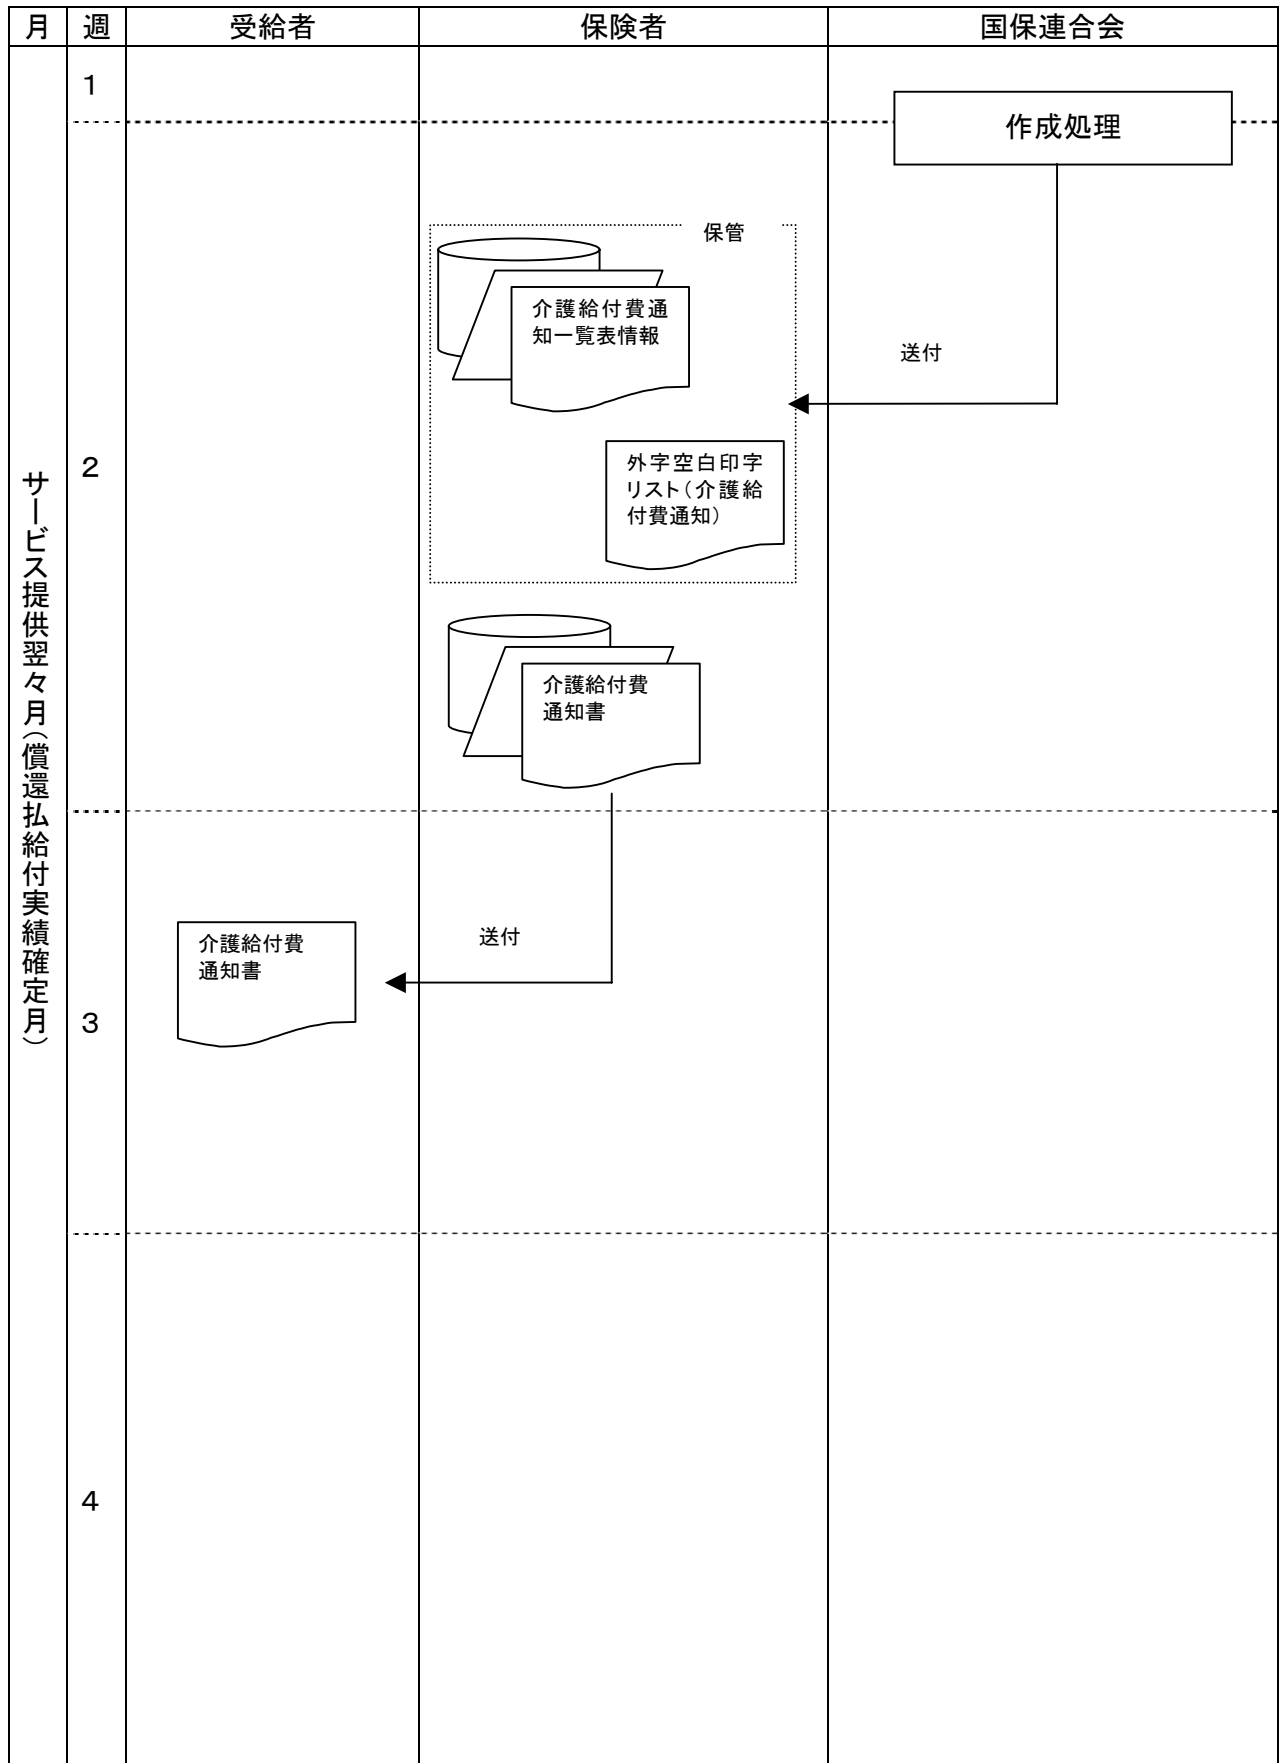 月 週 受給者 保険者 国保連合会
サービス提供翌々月（償還払給付実績確定月）
1
作成処理
保管
介護給付費通
知一覧表情報
送付
2
外字空白印字
リスト（介護給
付費通知）
介護給付費
通知書
送付
介護給付費
通知書
3
4